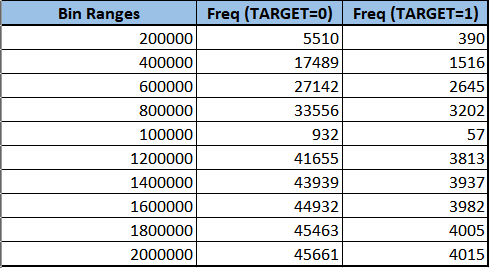 Bin Ranges Freq (TARGET=0) Freq (TARGET=1)
200000 5510 390
400000 17489 1516
600000 27142 2645
800000 33556 3202
100000 932 57
1200000 41655 3813
1400000 43939 3937
1600000 44932 3982
1800000 45463 4005
2000000 45661 4015